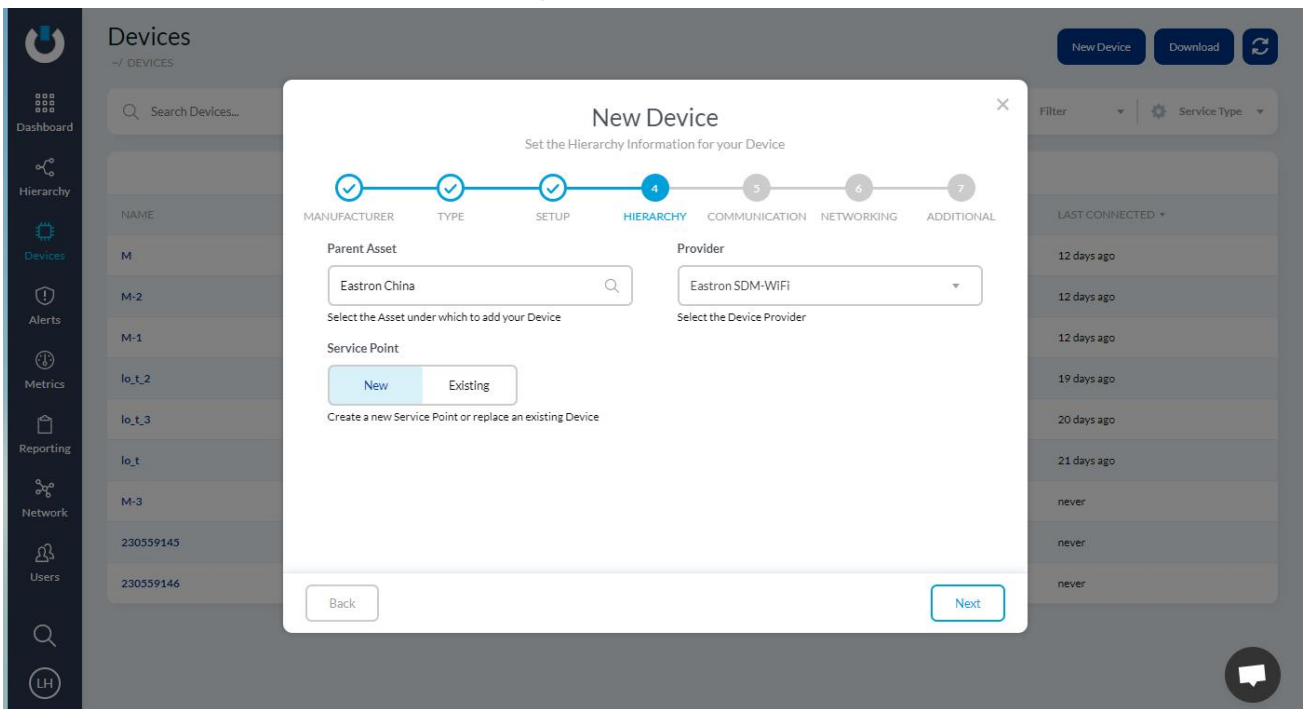 Devices
~/ DEVICES
New Device
Download
Dashboard
Hierarchy
Devices
Alerts
Metrics
Reporting
Network
Users
LH
Search Devices...
Filter
Service Type
NAME
LAST CONNECTED
M
12 days ago
M-2
12 days ago
M-1
12 days ago
lo_t_2
19 days ago
lo_t_3
20 days ago
lo_t
21 days ago
M-3
never
230559145
never
230559146
never
New Device
Set the Hierarchy Information for your Device
4
5
6
7
MANUFACTURER
TYPE
SETUP
HIERARCHY
COMMUNICATION
NETWORKING
ADDITIONAL
Parent Asset
Eastron China
Select the Asset under which to add your Device
Provider
Eastron SDM-WiFi
Select the Device Provider
Service Point
New
Existing
Create a new Service Point or replace an existing Device
Back
Next